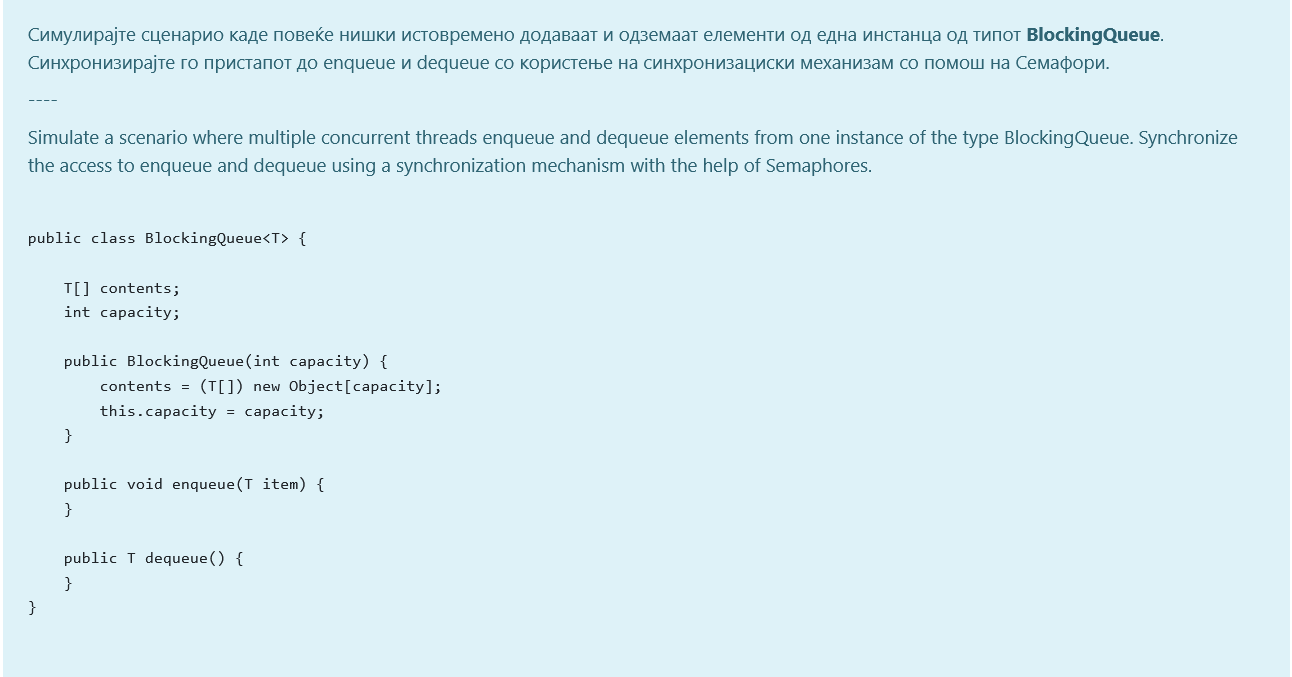 Симулирајте сценарио каде повеќе нишки истовремено додаваат и одземаат елементи од една инстанца од типот BlockingQueue.
Синхронизирајте го пристапот до enqueue и dequeue со користење на синхронизациски механизам со помош на Семафори.
----
Simulate a scenario where multiple concurrent threads enqueue and dequeue elements from one instance of the type BlockingQueue. Synchronize
the access to enqueue and dequeue using a synchronization mechanism with the help of Semaphores.
public class BlockingQueue<T> {
    T[] contents;
    int capacity;
    public BlockingQueue(int capacity) {
        contents = (T[]) new Object[capacity];
        this.capacity = capacity;
    }
    public void enqueue(T item) {
    }
    public T dequeue() {
    }
}